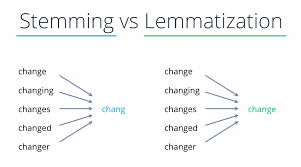 Stemming vs Lemmatization
change change
changing changing
changes chang changes change
changed changed
changer changer